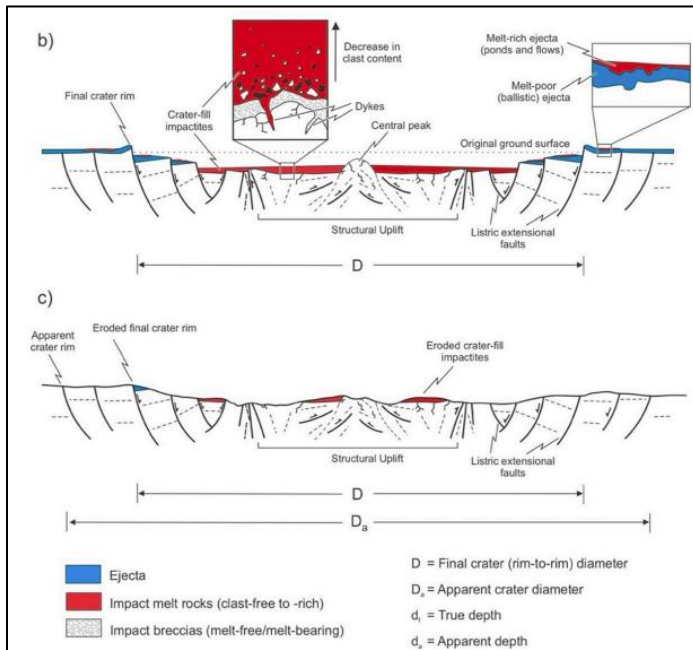 b)
Final crater rim
Crater-fill
impactites
Decrease in
clast content
Dykes
Central peak
Original ground surface
Melt-rich ejecta
(ponds and flows)
Melt-poor
(ballistic) ejecta
Structural Uplift
Listric extensional
faults
D
c)
Apparent
crater rim
Eroded final crater rim
Eroded crater-fill
impactites
Structural Uplift
Listric extensional
faults
D
Dₐ
Ejecta
Impact melt rocks (clast-free to -rich)
Impact breccias (melt-free/melt-bearing)
D = Final crater (rim-to-rim) diameter
Dₐ = Apparent crater diameter
dₜ = True depth
dₐ = Apparent depth